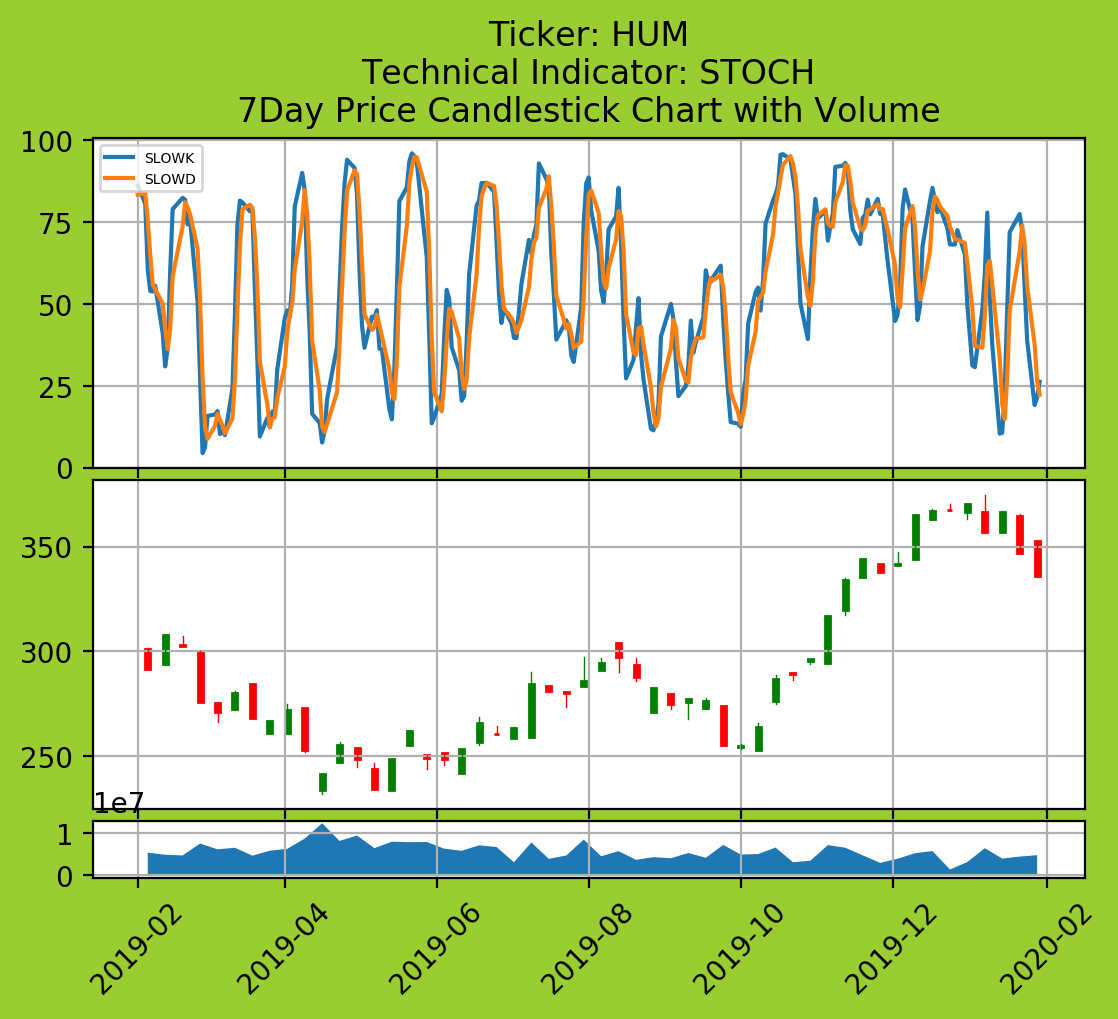 Ticker: HUM
Technical Indicator: STOCH
7Day Price Candlestick Chart with Volume
100
75
50
25
0
SLOWK
SLOWD
350
300
250
1e7
1
0
2019-02
2019-04
2019-06
2019-08
2019-10
2019-12
2020-02